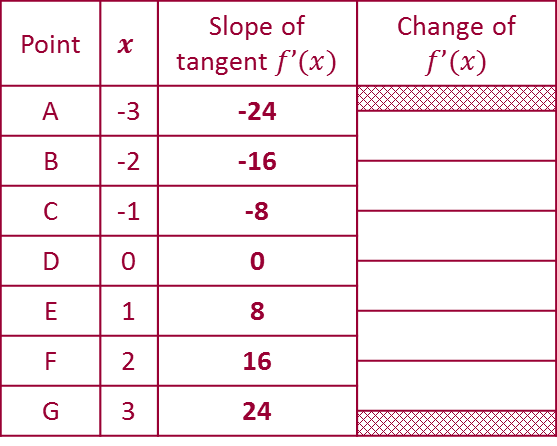 Point x Slope of tangent f’(x) Change of f’(x)
A -3 -24
B -2 -16
C -1 -8
D 0 0
E 1 8
F 2 16
G 3 24